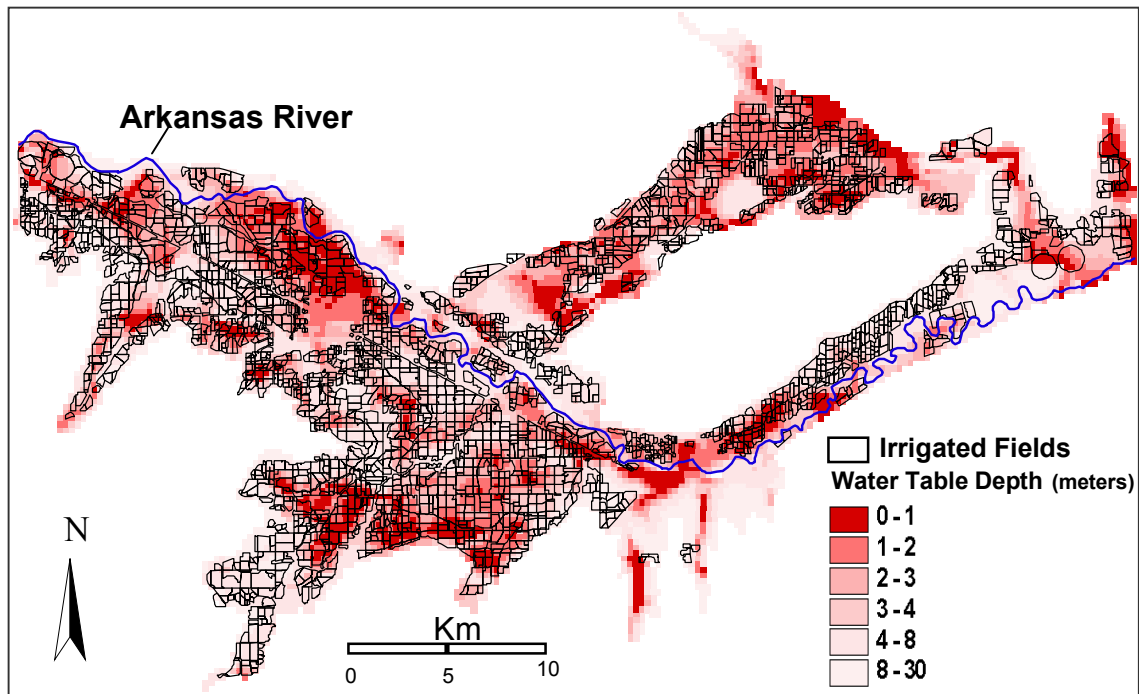 Arkansas River
Irrigated Fields
Water Table Depth (meters)
0 - 1
1 - 2
2 - 3
3 - 4
4 - 8
8 - 30
N
Km
0 5 10